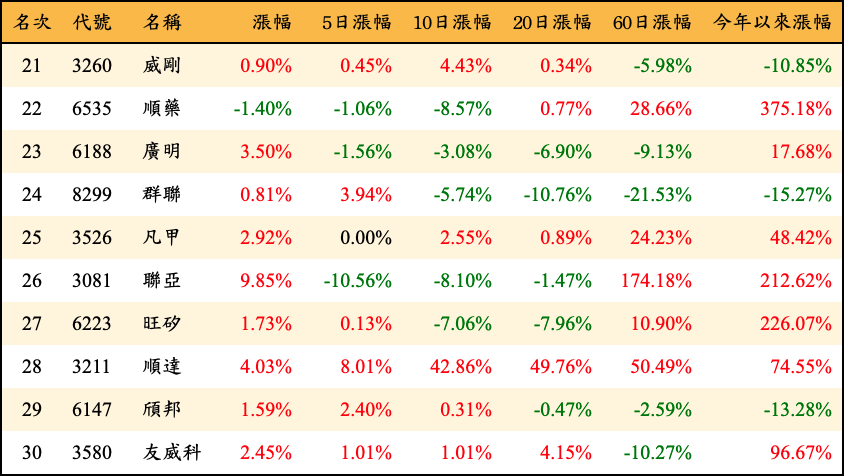 名次 代號 名稱 漲幅 5日漲幅 10日漲幅 20日漲幅 60日漲幅 今年以來漲幅
21 3260 威剛 0.90% 0.45% 4.43% 0.34% -5.98% -10.85%
22 6535 順藥 -1.40% -1.06% -8.57% 0.77% 28.66% 375.18%
23 6188 廣明 3.50% -1.56% -3.08% -6.90% -9.13% 17.68%
24 8299 群聯 0.81% 3.94% -5.74% -10.76% -21.53% -15.27%
25 3526 凡甲 2.92% 0.00% 2.55% 0.89% 24.23% 48.42%
26 3081 聯亞 9.85% -10.56% -8.10% -1.47% 174.18% 212.62%
27 6223 旺矽 1.73% 0.13% -7.06% -7.96% 10.90% 226.07%
28 3211 順達 4.03% 8.01% 42.86% 49.76% 50.49% 74.55%
29 6147 頎邦 1.59% 2.40% 0.31% -0.47% -2.59% -13.28%
30 3580 友威科 2.45% 1.01% 1.01% 4.15% -10.27% 96.67%